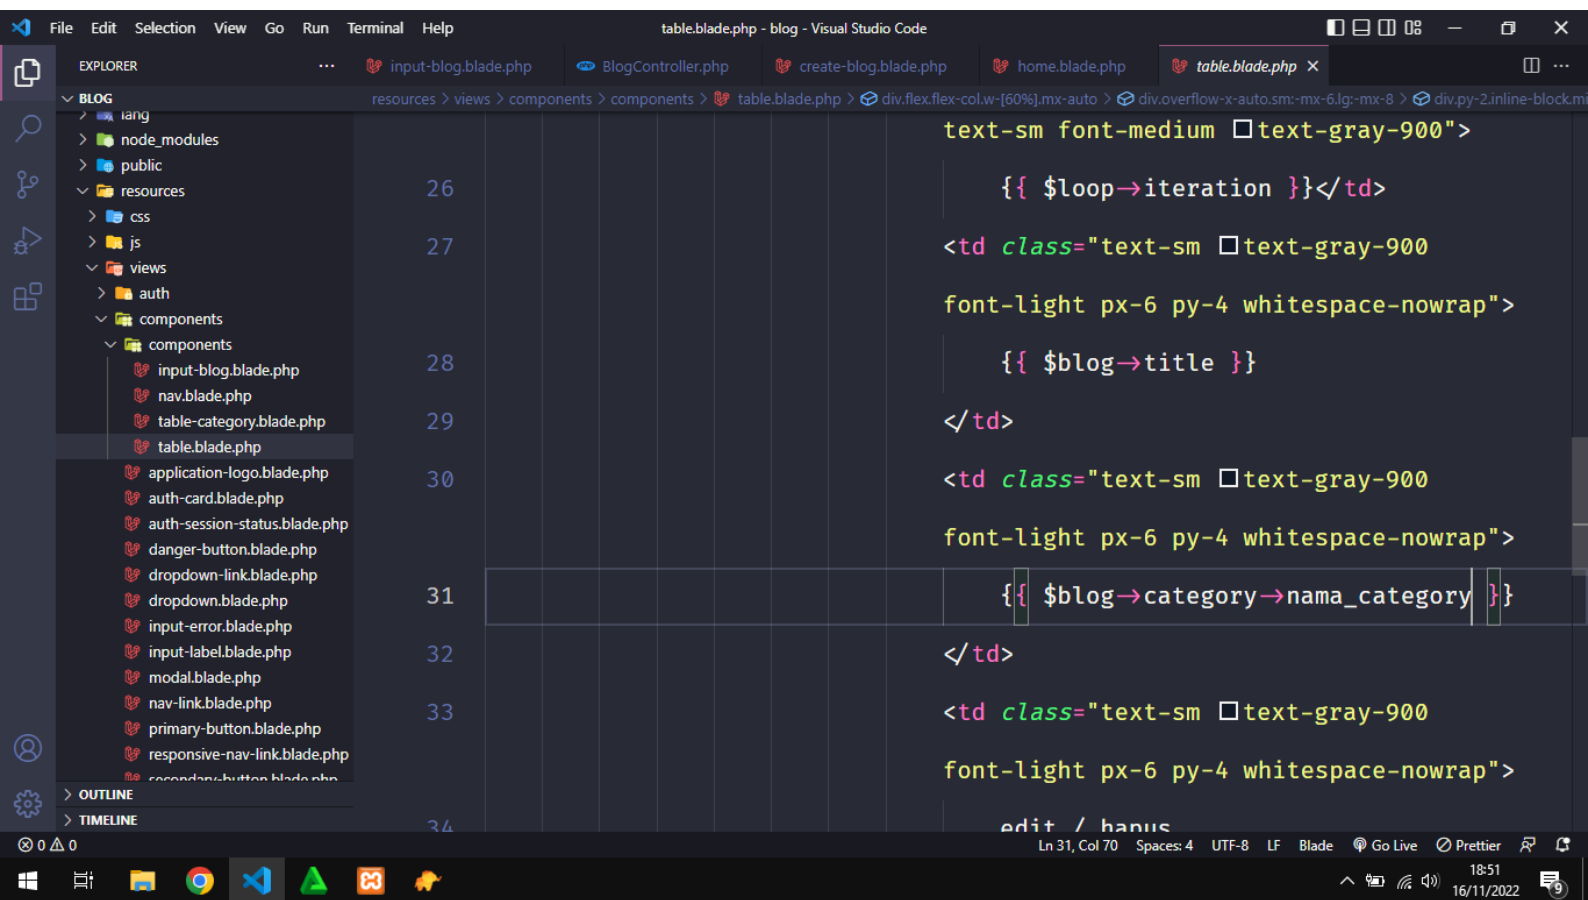 File Edit Selection View Go Run Terminal Help
table.blade.php - blog - Visual Studio Code
EXPLORER
input-blog.blade.php
BlogController.php
create-blog.blade.php
home.blade.php
table.blade.php
BLOG
resources > views > components > components > table.blade.php > div.flex.flex-col.w-[60%].mx-auto > div.overflow-x-auto.sm:-mx-6.lg:-mx-8 > div.py-2.inline-block.mi
lang
node_modules
public
resources
css
js
views
auth
components
components
input-blog.blade.php
nav.blade.php
table-category.blade.php
table.blade.php
application-logo.blade.php
auth-card.blade.php
auth-session-status.blade.php
danger-button.blade.php
dropdown-link.blade.php
dropdown.blade.php
input-error.blade.php
input-label.blade.php
modal.blade.php
nav-link.blade.php
primary-button.blade.php
responsive-nav-link.blade.php
secondary-button.blade.php
OUTLINE
TIMELINE
text-sm font-medium text-gray-900">
26 {{ $loop->iteration }}</td>
27 <td class="text-sm text-gray-900
font-light px-6 py-4 whitespace-nowrap">
28 {{ $blog->title }}
29 </td>
30 <td class="text-sm text-gray-900
font-light px-6 py-4 whitespace-nowrap">
31 {{ $blog->category->nama_category }}
32 </td>
33 <td class="text-sm text-gray-900
font-light px-6 py-4 whitespace-nowrap">
34 edit / hapus
0 0
Ln 31, Col 70 Spaces: 4 UTF-8 LF Blade Go Live Prettier
18:51
16/11/2022
9